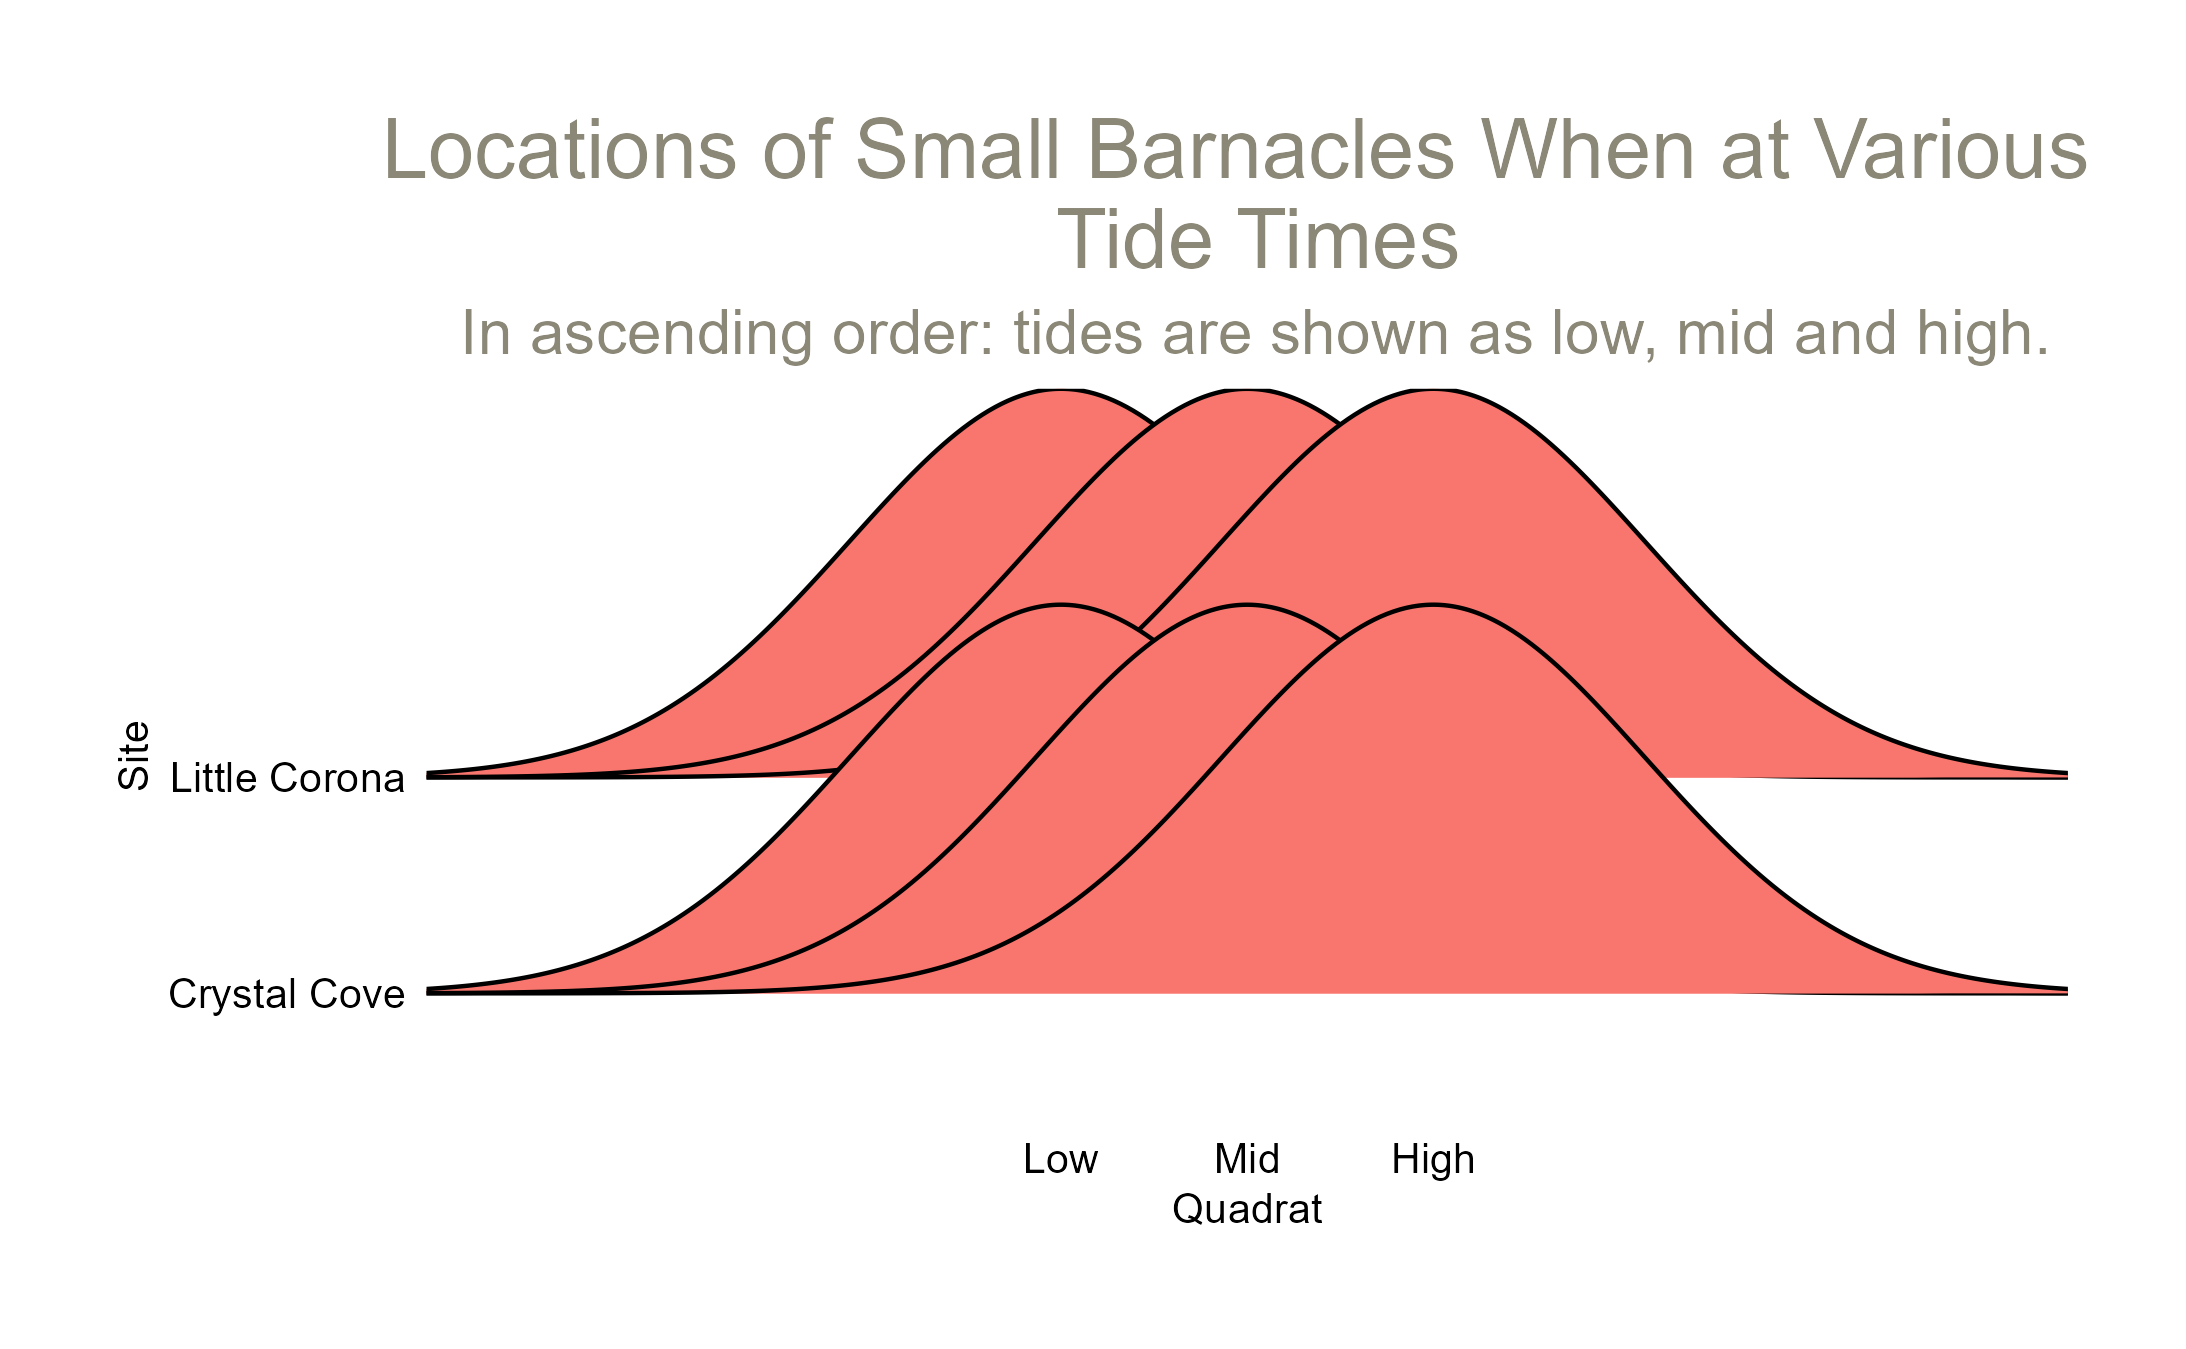 Locations of Small Barnacles When at Various
Tide Times
In ascending order: tides are shown as low, mid and high.
Site
Little Corona
Crystal Cove
Low Mid High
Quadrat